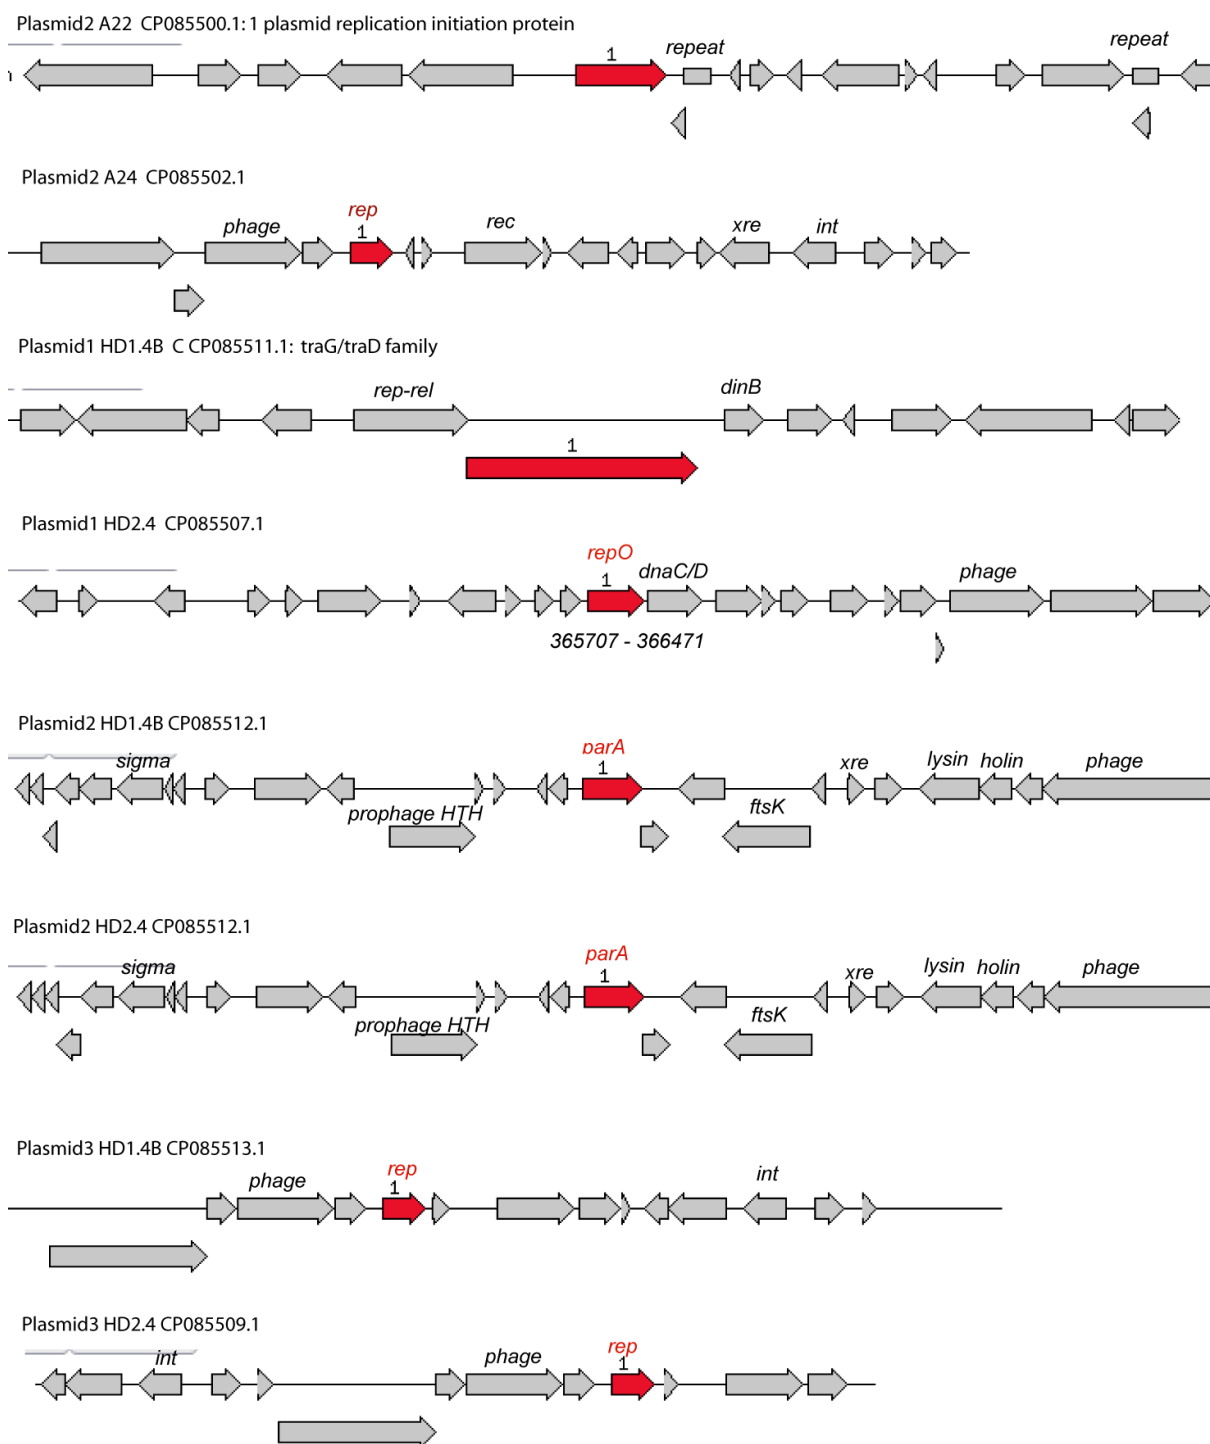 Plasmid2 A22 CP085500.1: 1 plasmid replication initiation protein
1 repeat repeat
Plasmid2 A24 CP085502.1
phage rep 1 rec xre int
Plasmid1 HD1.4B C CP085511.1: traG/traD family
rep-rel dinB
1
Plasmid1 HD2.4 CP085507.1
repO
1 dnaC/D phage
365707 - 366471
Plasmid2 HD1.4B CP085512.1
sigma parA 1 xre lysin holin phage
prophage HTH ftsK
Plasmid2 HD2.4 CP085512.1
sigma parA 1 xre lysin holin phage
prophage HTH ftsK
Plasmid3 HD1.4B CP085513.1
phage rep 1 int
Plasmid3 HD2.4 CP085509.1
int phage rep 1